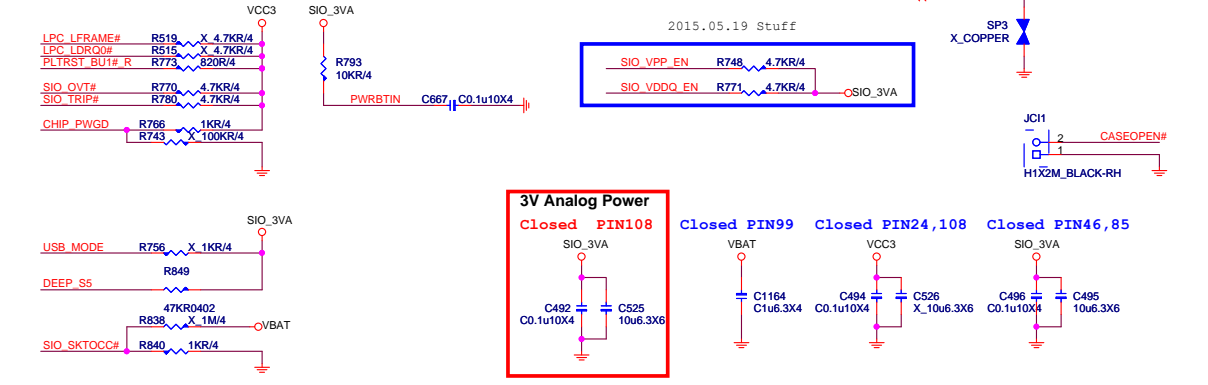 VCC3
LPC_LFRAME# R519 X_4.7KR/4
LPC_LDRQ0# R515 X_4.7KR/4
PLTRST_BU1#_R R773 820R/4
SIO_OVT# R770 4.7KR/4
SIO_TRIP# R780 4.7KR/4
CHIP_PWGD R766 1KR/4
R743 X_100KR/4
SIO_3VA
R793
10KR/4
PWRBTIN C667 C0.1u10X4
2015.05.19 Stuff
SIO_VPP_EN R748 4.7KR/4
SIO_VDDQ_EN R771 4.7KR/4 SIO_3VA
SP3
X_COPPER
JCI1
2 CASEOPEN#
1
H1X2M_BLACK-RH
SIO_3VA
USB_MODE R756 X_1KR/4
R849
DEEP_S5
47KR0402
R838 X_1M/4 VBAT
SIO_SKTOCC# R840 1KR/4
3V Analog Power
Closed PIN108
SIO_3VA
C492 C525
C0.1u10X4 10u6.3X6
Closed PIN99
VBAT
C1164
C1u6.3X4
Closed PIN24,108
VCC3
C494 C526
C0.1u10X4 X_10u6.3X6
Closed PIN46,85
SIO_3VA
C496 C495
C0.1u10X4 10u6.3X6